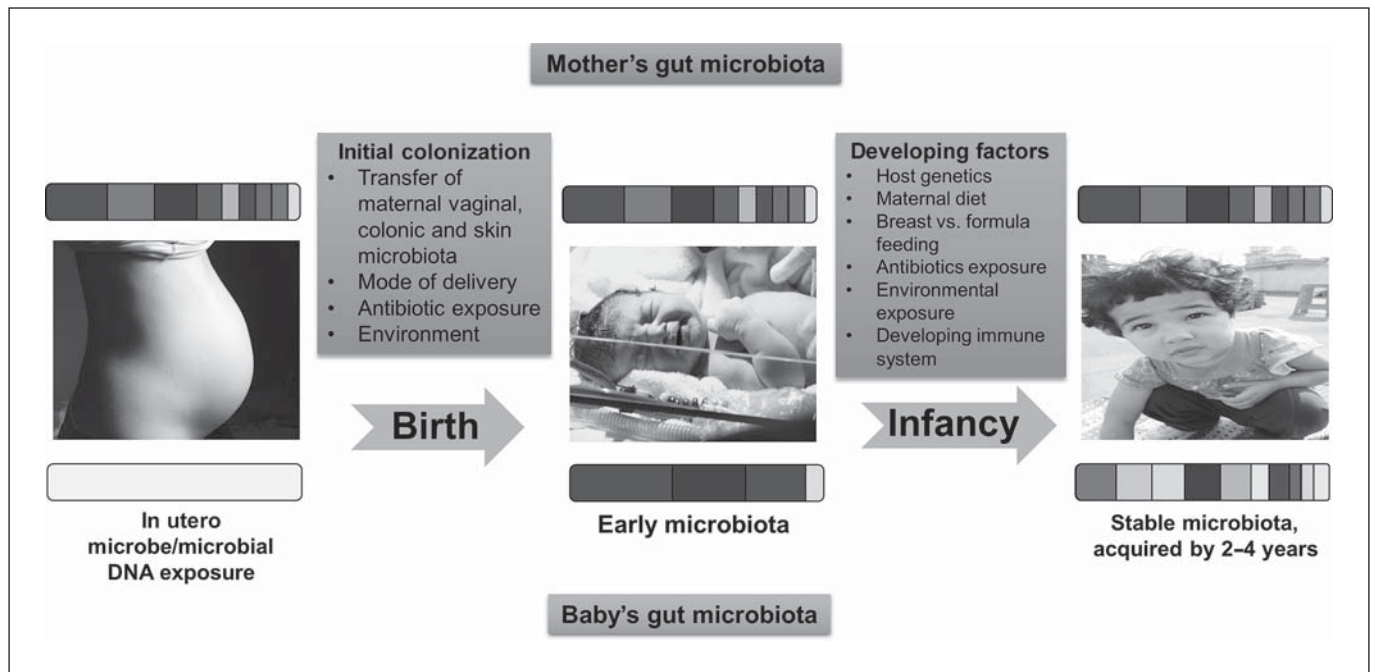 Mother's gut microbiota
Initial colonization
• Transfer of
maternal vaginal,
colonic and skin
microbiota
• Mode of delivery
• Antibiotic exposure
• Environment
Developing factors
• Host genetics
• Maternal diet
• Breast vs. formula
feeding
• Antibiotics exposure
• Environmental
exposure
• Developing immune
system
Birth
Infancy
In utero
microbe/microbial
DNA exposure
Early microbiota
Stable microbiota,
acquired by 2–4 years
Baby's gut microbiota